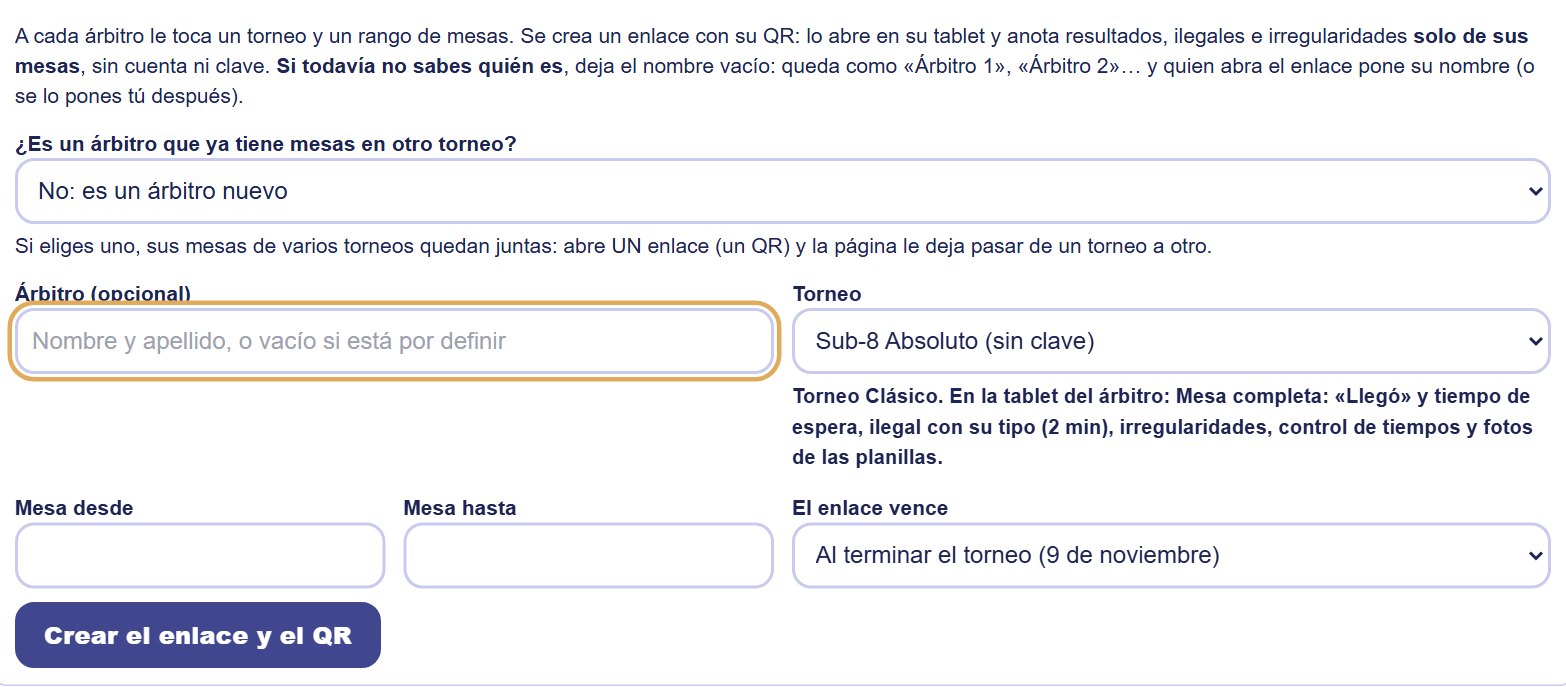 A cada árbitro le toca un torneo y un rango de mesas. Se crea un enlace con su QR: lo abre en su tablet y anota resultados, ilegales e irregularidades solo de sus
mesas, sin cuenta ni clave. Si todavía no sabes quién es, deja el nombre vacío: queda como «Árbitro 1», «Árbitro 2»… y quien abra el enlace pone su nombre (o
se lo pones tú después).
¿Es un árbitro que ya tiene mesas en otro torneo?
No: es un árbitro nuevo
Si eliges uno, sus mesas de varios torneos quedan juntas: abre UN enlace (un QR) y la página le deja pasar de un torneo a otro.
Árbitro (opcional)
Nombre y apellido, o vacío si está por definir
Torneo
Sub-8 Absoluto (sin clave)
Torneo Clásico. En la tablet del árbitro: Mesa completa: «Llegó» y tiempo de
espera, ilegal con su tipo (2 min), irregularidades, control de tiempos y fotos
de las planillas.
Mesa desde
Mesa hasta
El enlace vence
Al terminar el torneo (9 de noviembre)
Crear el enlace y el QR